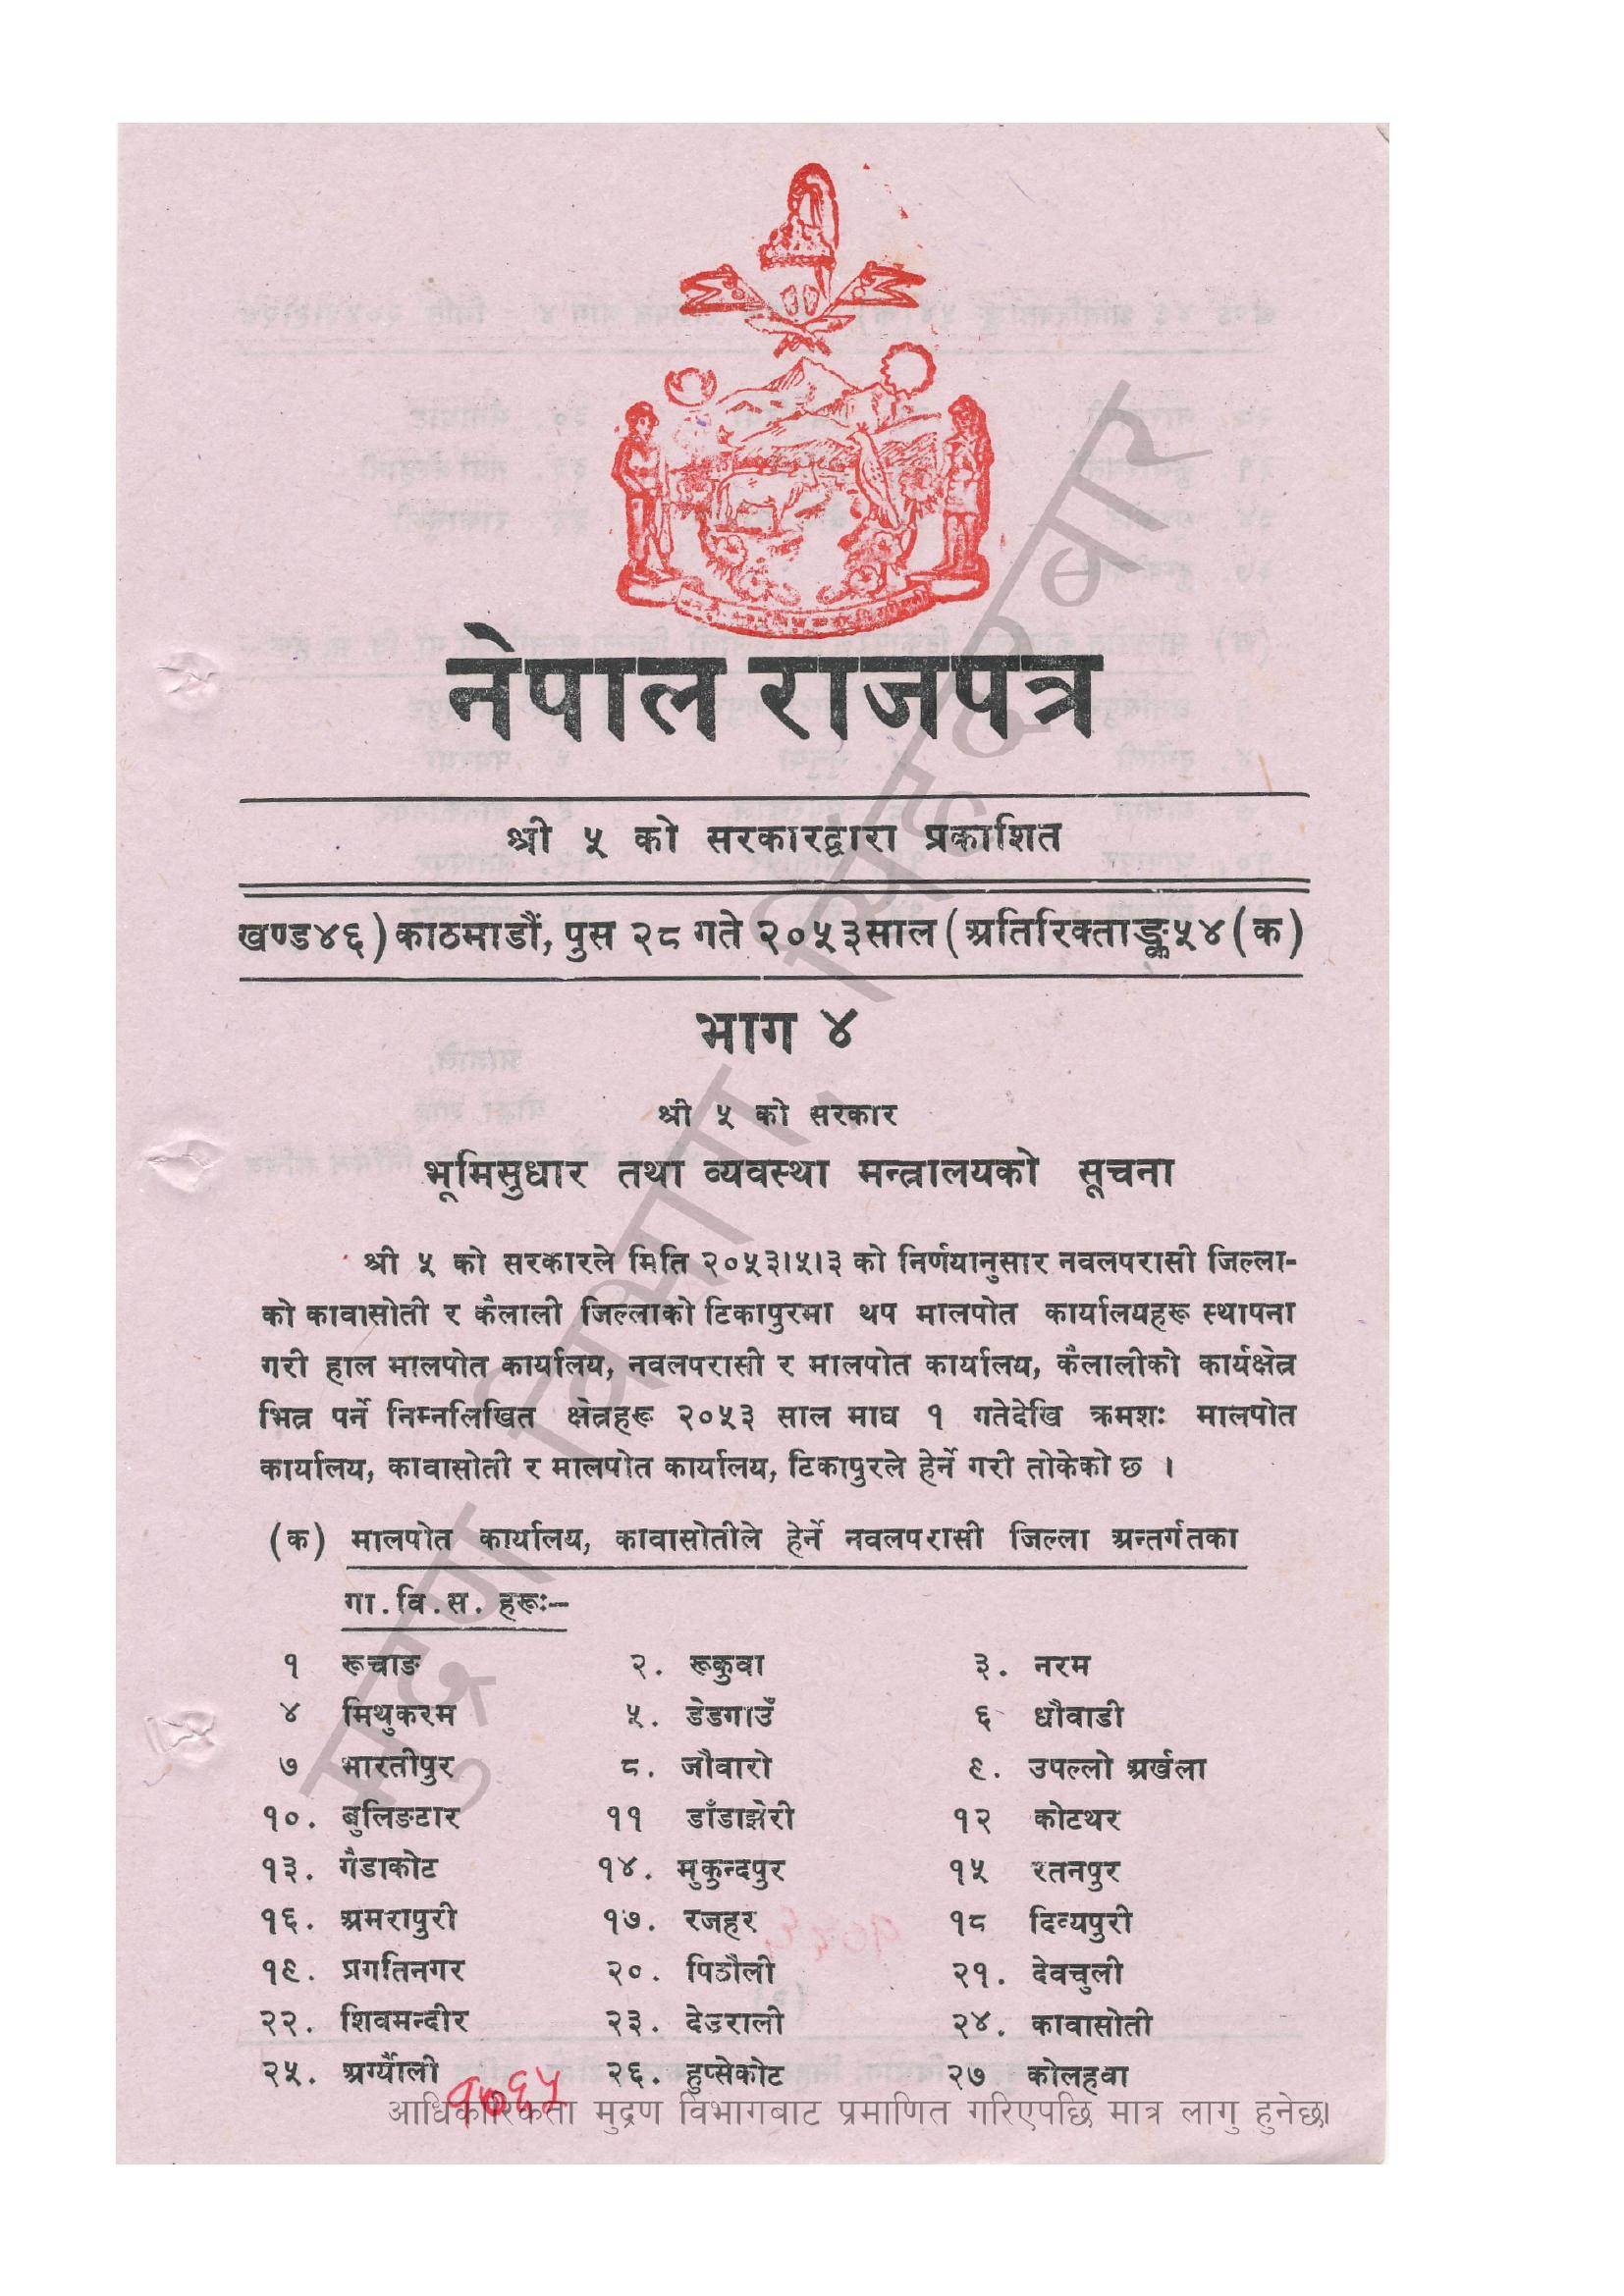 नेपाल राजपत्र
श्री ५ को सरकारद्वारा प्रकाशित
खण्ड४६) काठमाडौं, पुस २८ गते २०५३साल (अतिरिक्ताङ्क५४(क)
भाग ४
श्री ५ को सरकार
भूमिसुधार तथा व्यवस्था मन्त्रालयको सूचना
श्री ५ को सरकारले मिति २०५३।५।३ को निर्णयानुसार नवलपरासी जिल्ला-
को कावासोती र कैलाली जिल्लाको टिकापुरमा थप मालपोत कार्यालयहरू स्थापना
गरी हाल मालपोत कार्यालय, नवलपरासी र मालपोत कार्यालय, कैलालीको कार्यक्षेत्र
भित्र पर्ने निम्नलिखित क्षेत्रहरू २०५३ साल माघ १ गतेदेखि क्रमशः मालपोत
कार्यालय, कावासोती र मालपोत कार्यालय, टिकापुरले हेर्ने गरी तोकेको छ ।
(क) मालपोत कार्यालय, कावासोतीले हेर्ने नवलपरासी जिल्ला अन्तर्गतका
गा.वि.स. हरूः–
१ रूचाङ २. रूकुवा ३. नरम
४ मिथुकरम ५. डेडगाउँ ६ धौवाडी
७ भारतीपुर ८. जौवारो ९. उपल्लो अर्खला
१०. बुलिङटार ११ डाँडाझेरी १२ कोटथर
१३. गैडाकोट १४. मुकुन्दपुर १५ रतनपुर
१६. अमरापुरी १७. रजहर १८ दिव्यपुरी
१९. प्रगतिनगर २०. पिठौली २१. देवचुली
२२. शिवमन्दीर २३. देउराली २४. कावासोती
२५. अर्ग्यौली २६. हुप्सेकोट २७ कोलहवा
१०६५
आधिकारिकता मुद्रण विभागबाट प्रमाणित गरिएपछि मात्र लागु हुनेछ।
मुद्रण विभाग, सिंहदरबार